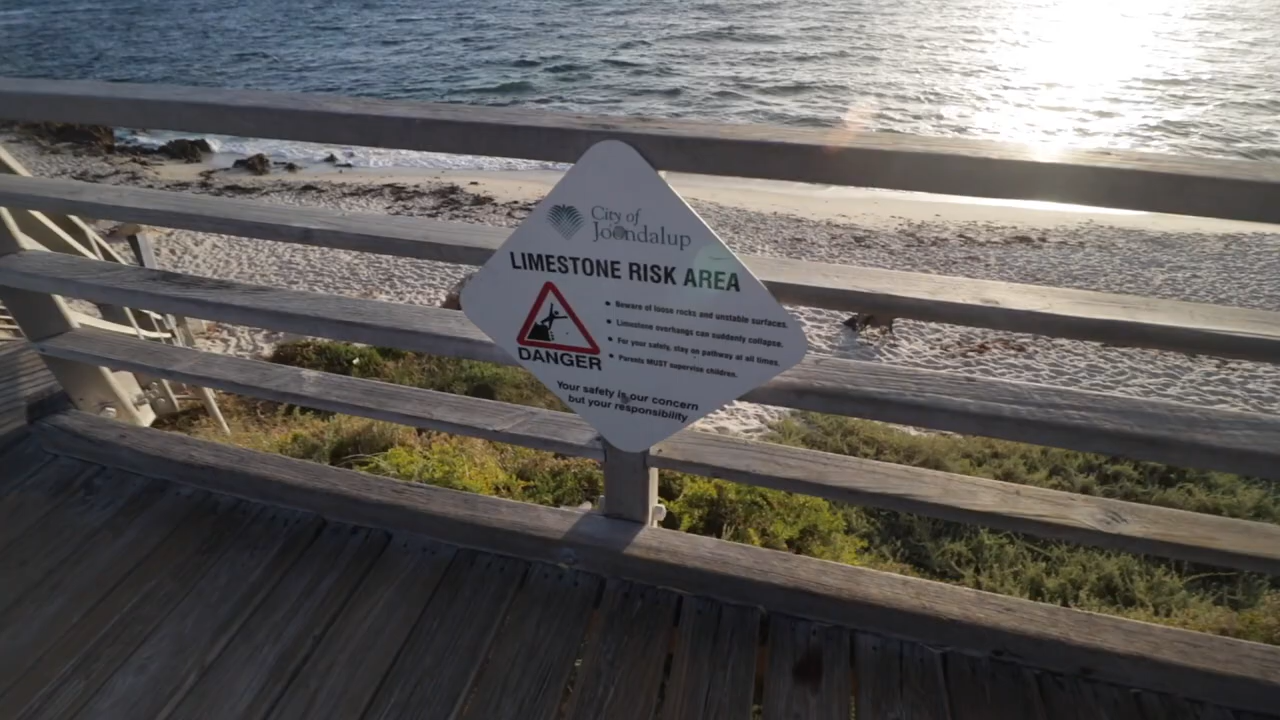 City of
Joondalup
LIMESTONE RISK AREA
DANGER
• Beware of loose rocks and unstable surfaces.
• Limestone overhangs can suddenly collapse.
• For your safety, stay on pathway at all times.
• Parents MUST supervise children.
Your safety is our concern
but your responsibility